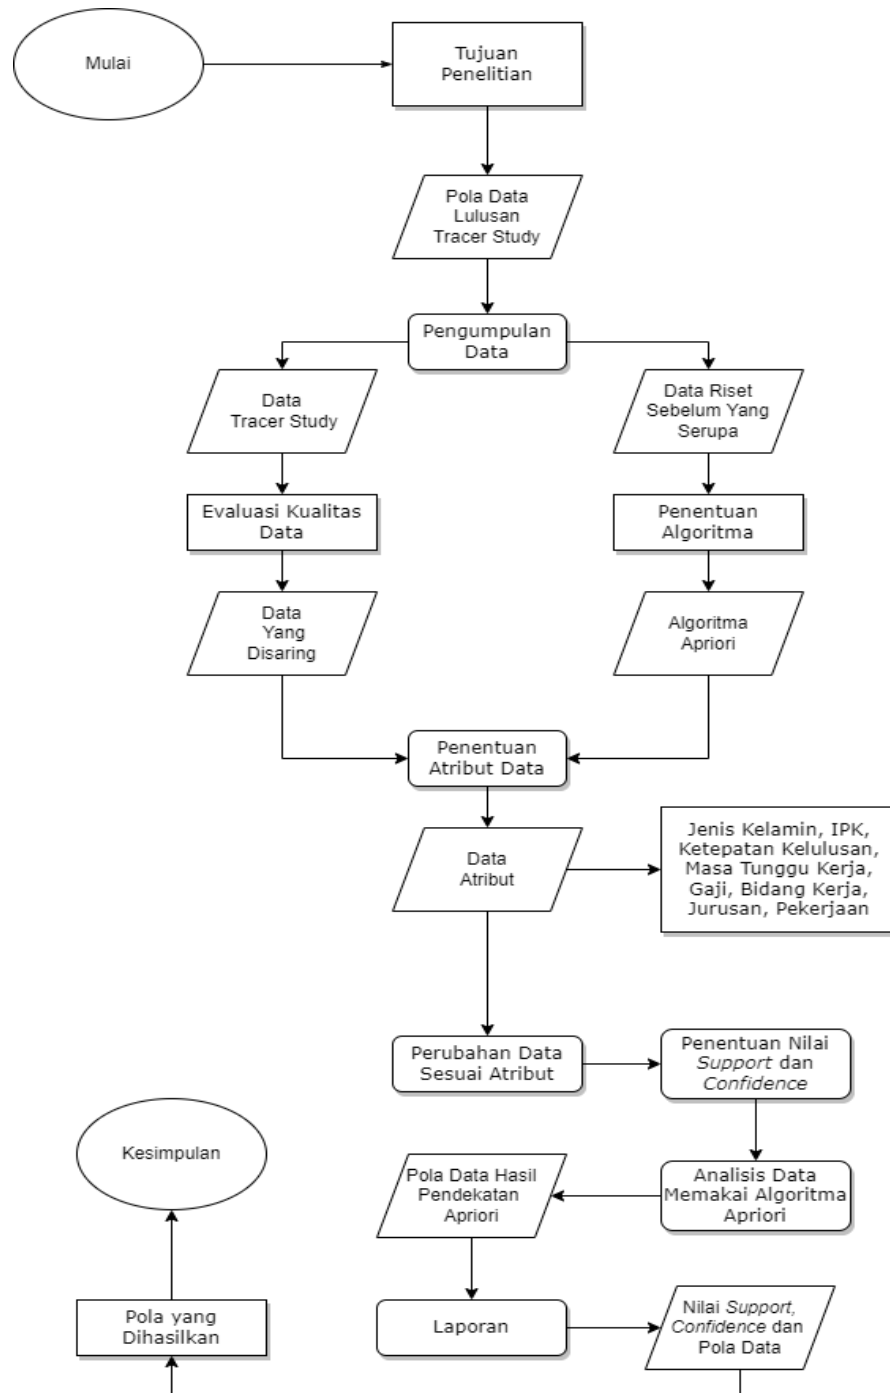 Mulai
Tujuan
Penelitian
Pola Data
Lulusan
Tracer Study
Pengumpulan
Data
Data
Tracer Study
Data Riset
Sebelum Yang
Serupa
Evaluasi Kualitas
Data
Penentuan
Algoritma
Data
Yang
Disaring
Algoritma
Apriori
Penentuan
Atribut Data
Data
Atribut
Jenis Kelamin, IPK,
Ketepatan Kelulusan,
Masa Tunggu Kerja,
Gaji, Bidang Kerja,
Jurusan, Pekerjaan
Perubahan Data
Sesuai Atribut
Penentuan Nilai
Support dan
Confidence
Analisis Data
Memakai Algoritma
Apriori
Pola Data Hasil
Pendekatan
Apriori
Laporan
Nilai Support,
Confidence dan
Pola Data
Pola yang
Dihasilkan
Kesimpulan